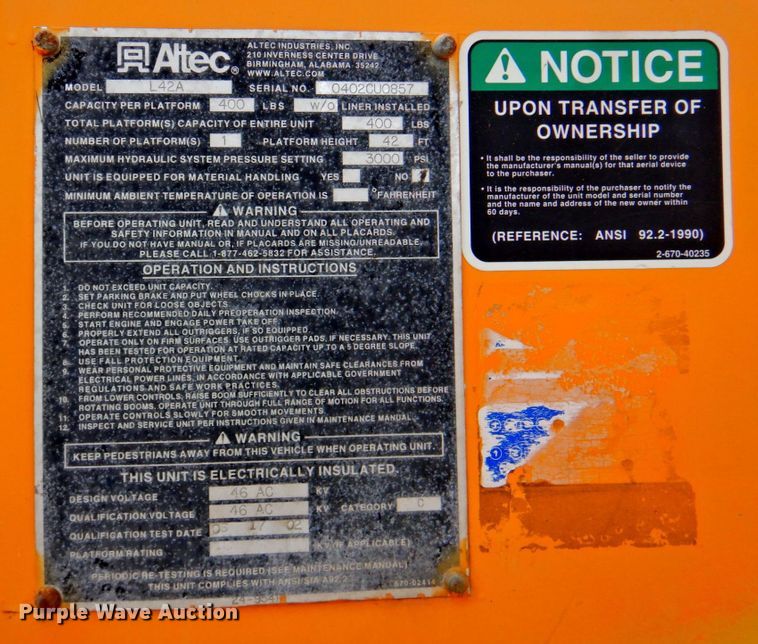 Altec®
ALTEC INDUSTRIES, INC.
210 INVERNESS CENTER DRIVE
BIRMINGHAM, ALABAMA 35242
WWW.ALTEC.COM
MODEL L42A SERIAL NO. 0402CU0857
CAPACITY PER PLATFORM 400 LBS W/O LINER INSTALLED
TOTAL PLATFORM(S) CAPACITY OF ENTIRE UNIT 400 LBS
NUMBER OF PLATFORM(S) 1 PLATFORM HEIGHT 42 FT
MAXIMUM HYDRAULIC SYSTEM PRESSURE SETTING 3000 PSI
UNIT IS EQUIPPED FOR MATERIAL HANDLING YES NO
MINIMUM AMBIENT TEMPERATURE OF OPERATION IS °FAHRENHEIT
WARNING
BEFORE OPERATING UNIT, READ AND UNDERSTAND ALL OPERATING AND
SAFETY INFORMATION IN MANUAL AND ON ALL PLACARDS.
IF YOU DO NOT HAVE MANUAL OR, IF PLACARDS ARE MISSING/UNREADABLE,
PLEASE CALL 1-877-462-5832 FOR ASSISTANCE.
OPERATION AND INSTRUCTIONS
1. DO NOT EXCEED UNIT CAPACITY.
2. SET PARKING BRAKE AND PUT WHEEL CHOCKS IN PLACE.
3. CHECK UNIT FOR LOOSE OBJECTS.
4. PERFORM RECOMMENDED DAILY PREOPERATION INSPECTION.
5. START ENGINE AND ENGAGE POWER TAKE OFF.
6. PROPERLY EXTEND ALL OUTRIGGERS, IF SO EQUIPPED.
7. OPERATE ONLY ON FIRM SURFACES. USE OUTRIGGER PADS, IF NECESSARY: THIS UNIT
HAS BEEN TESTED FOR OPERATION AT RATED CAPACITY UP TO A 5 DEGREE SLOPE.
8. USE FALL PROTECTION EQUIPMENT.
9. WEAR PERSONAL PROTECTIVE EQUIPMENT AND MAINTAIN SAFE CLEARANCES FROM
ELECTRICAL POWER LINES, IN ACCORDANCE WITH APPLICABLE GOVERNMENT
REGULATIONS AND SAFE WORK PRACTICES.
10. FROM LOWER CONTROLS, RAISE BOOM SUFFICIENTLY TO CLEAR ALL OBSTRUCTIONS BEFORE
ROTATING BOOMS. OPERATE UNIT THROUGH FULL RANGE OF MOTION FOR ALL FUNCTIONS.
11. OPERATE CONTROLS SLOWLY FOR SMOOTH MOVEMENTS.
12. INSPECT AND SERVICE UNIT PER INSTRUCTIONS GIVEN IN MAINTENANCE MANUAL.
WARNING
KEEP PEDESTRIANS AWAY FROM THIS VEHICLE WHEN OPERATING UNIT.
THIS UNIT IS ELECTRICALLY INSULATED.
DESIGN VOLTAGE 46 AC KV
QUALIFICATION VOLTAGE 46 AC KV CATEGORY C
QUALIFICATION TEST DATE 05 17 02
PLATFORM RATING KV (IF APPLICABLE)
PERIODIC RE-TESTING IS REQUIRED (SEE MAINTENANCE MANUAL)
THIS UNIT COMPLIES WITH ANSI/SIA A92.2
670-02414
NOTICE
UPON TRANSFER OF
OWNERSHIP
• It shall be the responsibility of the seller to provide
the manufacturer's manual(s) for that aerial device
to the purchaser.
• It is the responsibility of the purchaser to notify the
manufacturer of the unit model and serial number
and the name and address of the new owner within
60 days.
(REFERENCE: ANSI 92.2-1990)
2-670-40235
Purple Wave Auction